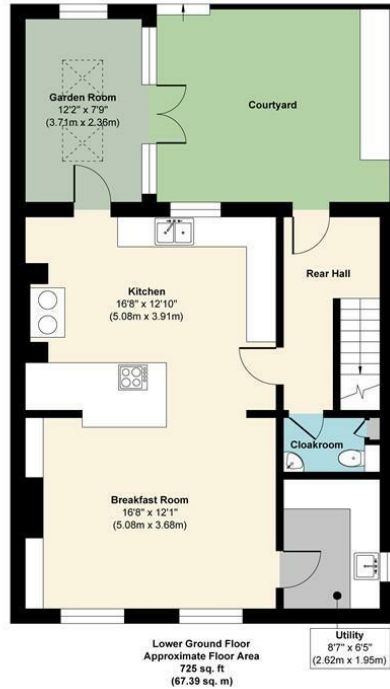 Garden Room
12'2" x 7'9"
(3.71m x 2.36m)
Courtyard
Kitchen
16'8" x 12'10"
(5.08m x 3.91m)
Rear Hall
Cloakroom
Breakfast Room
16'8" x 12'1"
(5.08m x 3.68m)
Utility
8'7" x 6'5"
(2.62m x 1.95m)
Lower Ground Floor
Approximate Floor Area
725 sq. ft
(67.39 sq. m)